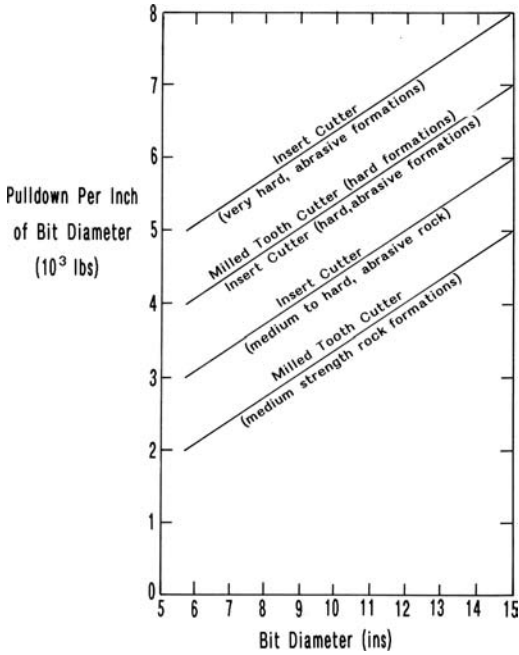 8
7
6
5
4
3
2
1
0
Pulldown Per Inch
of Bit Diameter
(10³ lbs)
Insert Cutter
(very hard, abrasive formations)
Milled Tooth Cutter (hard formations)
Insert Cutter (hard,abrasive formations)
Insert Cutter
(medium to hard, abrasive rock)
Milled Tooth Cutter
(medium strength rock formations)
5 6 7 8 9 10 11 12 13 14 15
Bit Diameter (ins)